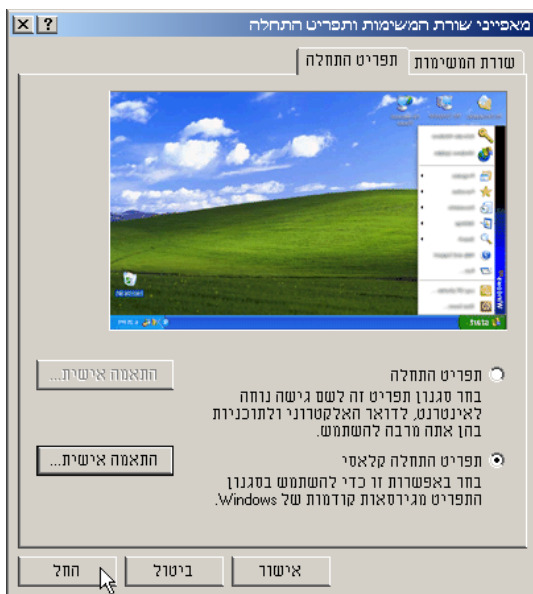 מאפייני שורת המשימות ותפריט התחלה
שורת המשימות תפריט התחלה
start
תפריט התחלה
התאמה אישית...
בחר סגנון תפריט זה לשם גישה נוחה
לאינטרנט, לדואר האלקטרוני ולתוכניות
בהן אתה מרבה להשתמש.
תפריט התחלה קלאסי
התאמה אישית...
בחר באפשרות זו כדי להשתמש בסגנון
התפריט מגירסאות קודמות של Windows.
אישור ביטול החל